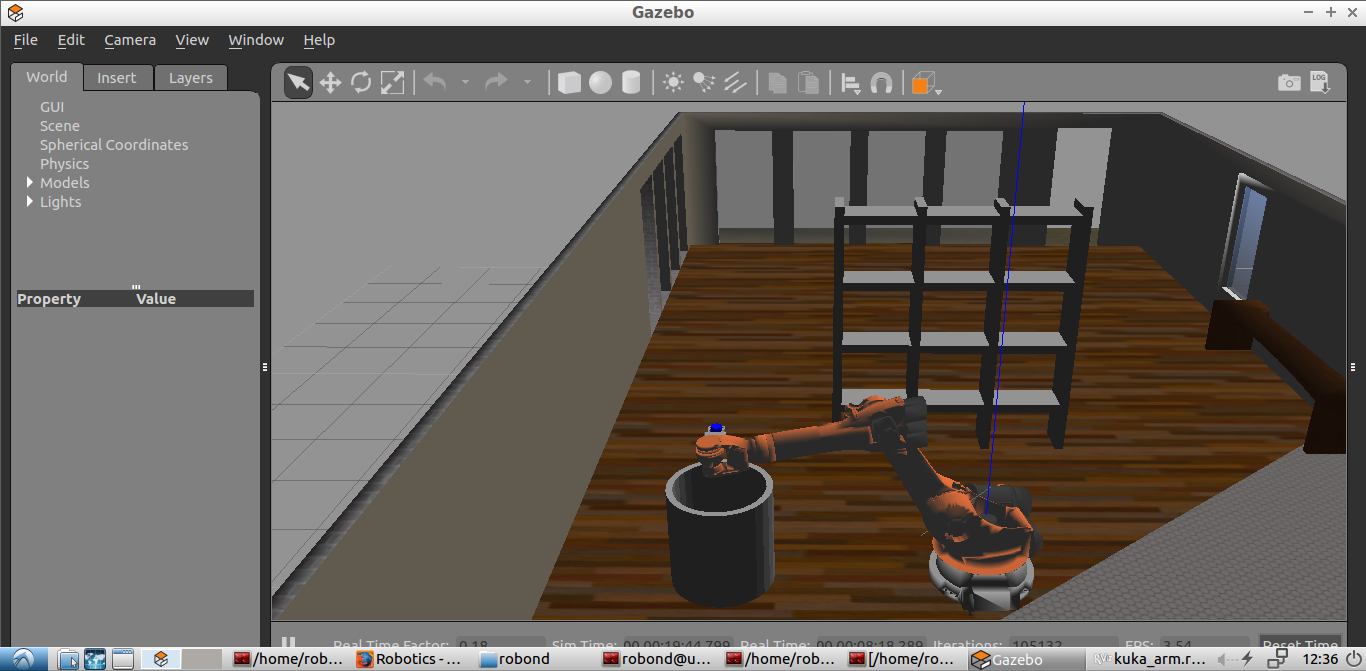 Gazebo
File Edit Camera View Window Help
World Insert Layers
LOG
GUI
Scene
Spherical Coordinates
Physics
Models
Lights
Property Value
Real Time Factor: 0.18 Sim Time: 00 00:19:44.799 Real Time: 00 00:08:18.289 Iterations: 105132 FPS: 3.54 Reset Time
/home/rob... Robotics - ... robond robond@u... /home/rob... [/home/ro... Gazebo kuka_arm.r... 12:36